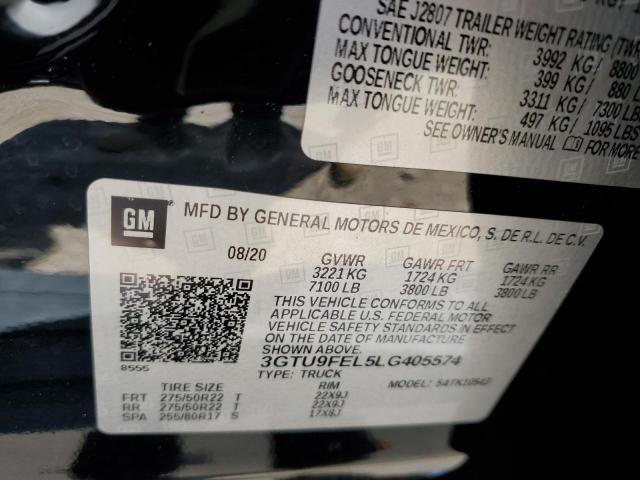 SAE J2807 TRAILER WEIGHT RATING (TWR
CONVENTIONAL TWR: 3992 KG / 8800
MAX TONGUE WEIGHT: 399 KG / 880 LB
GOOSENECK TWR: 3311 KG / 7300 LBS
MAX TONGUE WEIGHT: 497 KG / 1095 LBS
SEE OWNER'S MANUAL FOR MORE
GM MFD BY GENERAL MOTORS DE MEXICO, S. DE R.L. DE C.V.
08/20 GVWR GAWR FRT GAWR RR
3221 KG 1724 KG 1724 KG
7100 LB 3800 LB 3800 LB
THIS VEHICLE CONFORMS TO ALL
APPLICABLE U.S. FEDERAL MOTOR
VEHICLE SAFETY STANDARDS IN EFFECT
ON THE DATE OF MANUFACTURE
SHOWN ABOVE.
3GTU9FEL5LG405574
8555
TYPE: TRUCK MODEL: S4TK10543
TIRE SIZE RIM
FRT 275/50R22 T 22X9J
RR 275/50R22 T 22X9J
SPA 255/80R17 S 17X8J